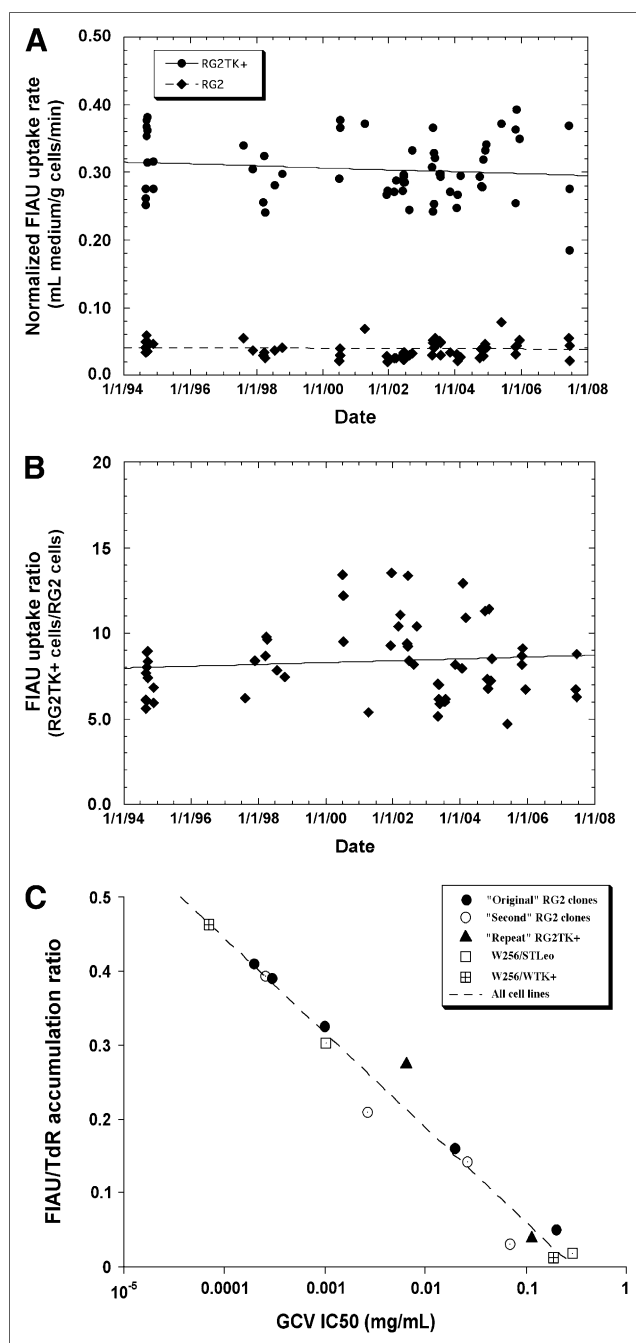 A
0.50
0.40
0.30
0.20
0.10
0.0
Normalized FIAU uptake rate
(mL medium/g cells/min)
RG2TK+
RG2
1/1/94 1/1/96 1/1/98 1/1/00 1/1/02 1/1/04 1/1/06 1/1/08
Date
B
20
15
10
5.0
0.0
FIAU uptake ratio
(RG2TK+ cells/RG2 cells)
1/1/94 1/1/96 1/1/98 1/1/00 1/1/02 1/1/04 1/1/06 1/1/08
Date
C
0.5
0.4
0.3
0.2
0.1
0
FIAU/TdR accumulation ratio
"Original" RG2 clones
"Second" RG2 clones
"Repeat" RG2TK+
W256/STLeo
W256/WTK+
All cell lines
10-5 0.0001 0.001 0.01 0.1 1
GCV IC50 (mg/mL)